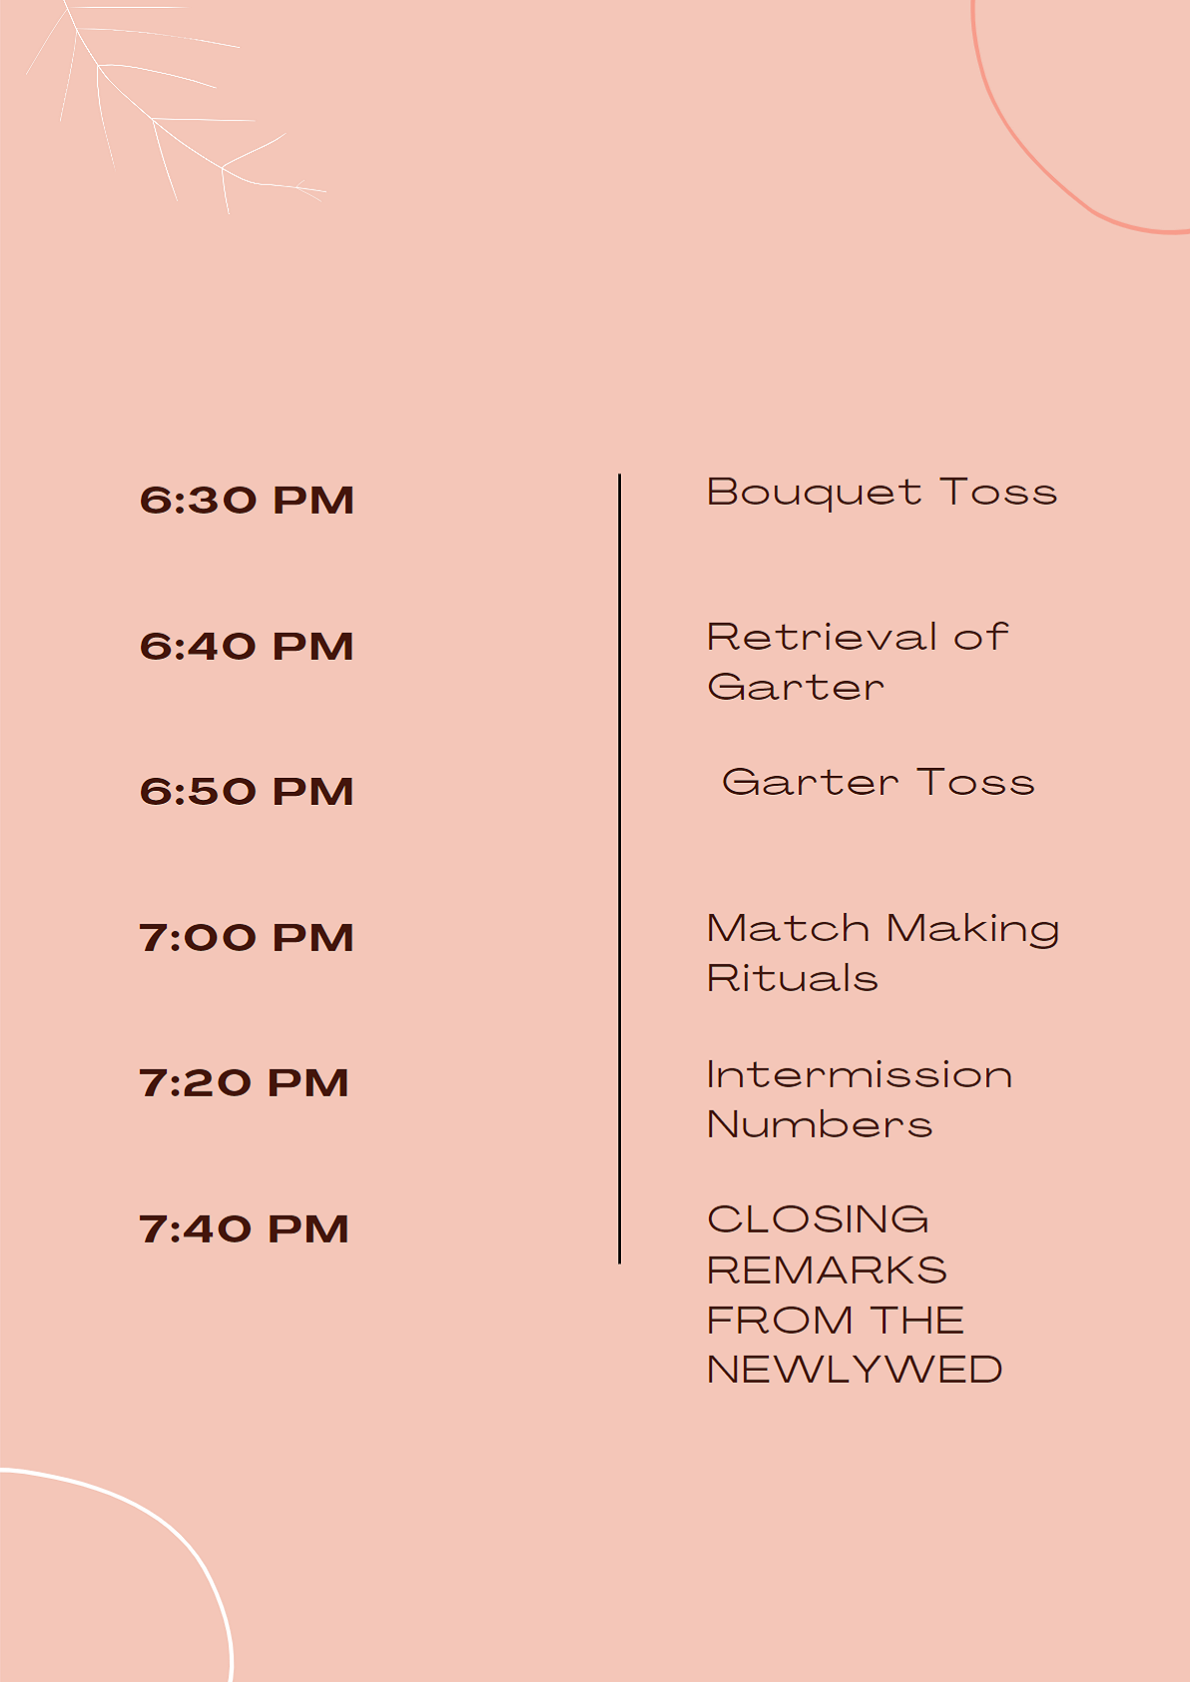 6:30 PM
Bouquet Toss
6:40 PM
Retrieval of
Garter
6:50 PM
Garter Toss
7:00 PM
Match Making
Rituals
7:20 PM
Intermission
Numbers
7:40 PM
CLOSING
REMARKS
FROM THE
NEWLYWED